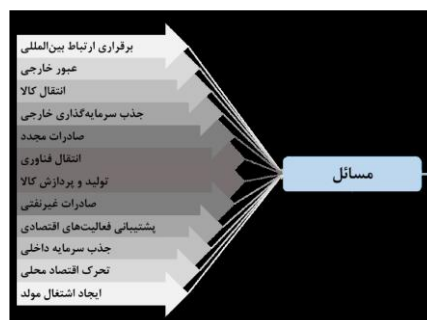 برقراری ارتباط بین‌المللی
عبور خارجی
انتقال کالا
جذب سرمایه‌گذاری خارجی
صادرات مجدد
انتقال فناوری
تولید و پردازش کالا
صادرات غیرنفتی
پشتیبانی فعالیت‌های اقتصادی
جذب سرمایه داخلی
تحرک اقتصاد محلی
ایجاد اشتغال مولد
مسائل